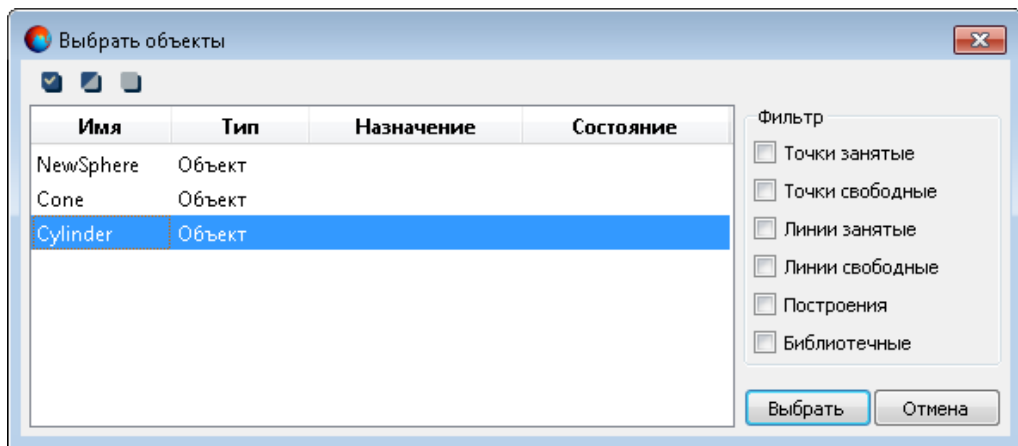 Выбрать объекты
Имя Тип Назначение Состояние
NewSphere Объект
Cone Объект
Cylinder Объект
Фильтр
Точки занятые
Точки свободные
Линии занятые
Линии свободные
Построения
Библиотечные
Выбрать Отмена